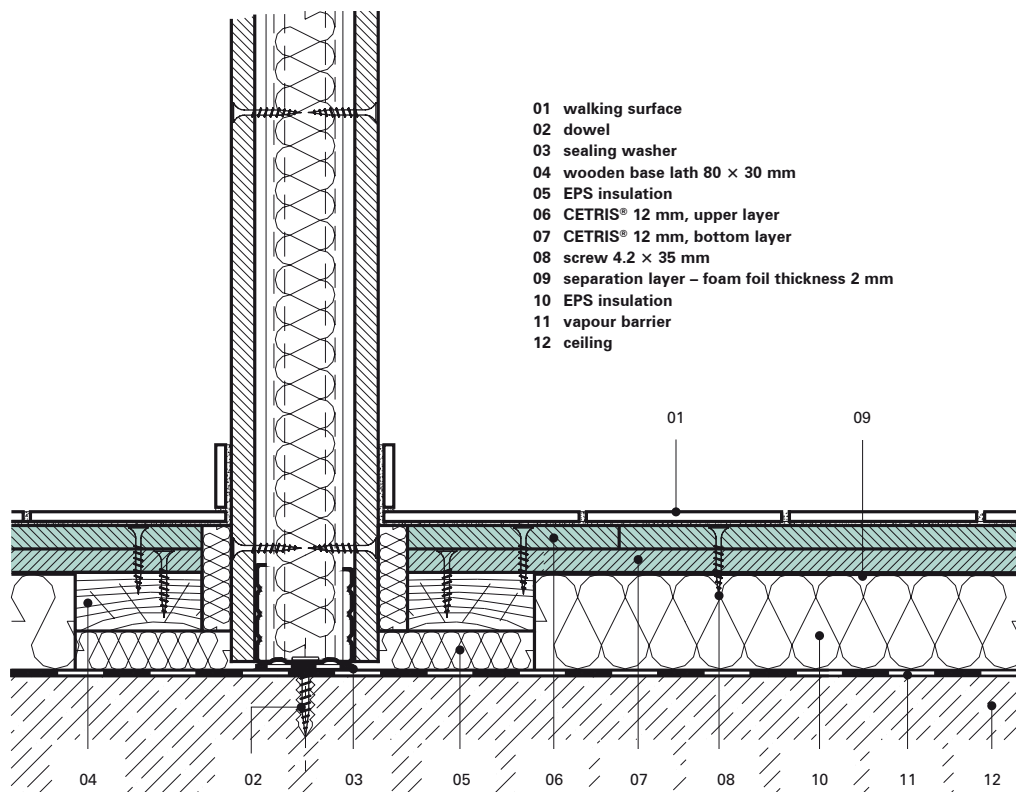 01 walking surface
02 dowel
03 sealing washer
04 wooden base lath 80 × 30 mm
05 EPS insulation
06 CETRIS® 12 mm, upper layer
07 CETRIS® 12 mm, bottom layer
08 screw 4.2 × 35 mm
09 separation layer – foam foil thickness 2 mm
10 EPS insulation
11 vapour barrier
12 ceiling
01 09
04 02 03 05 06 07 08 10 11 12